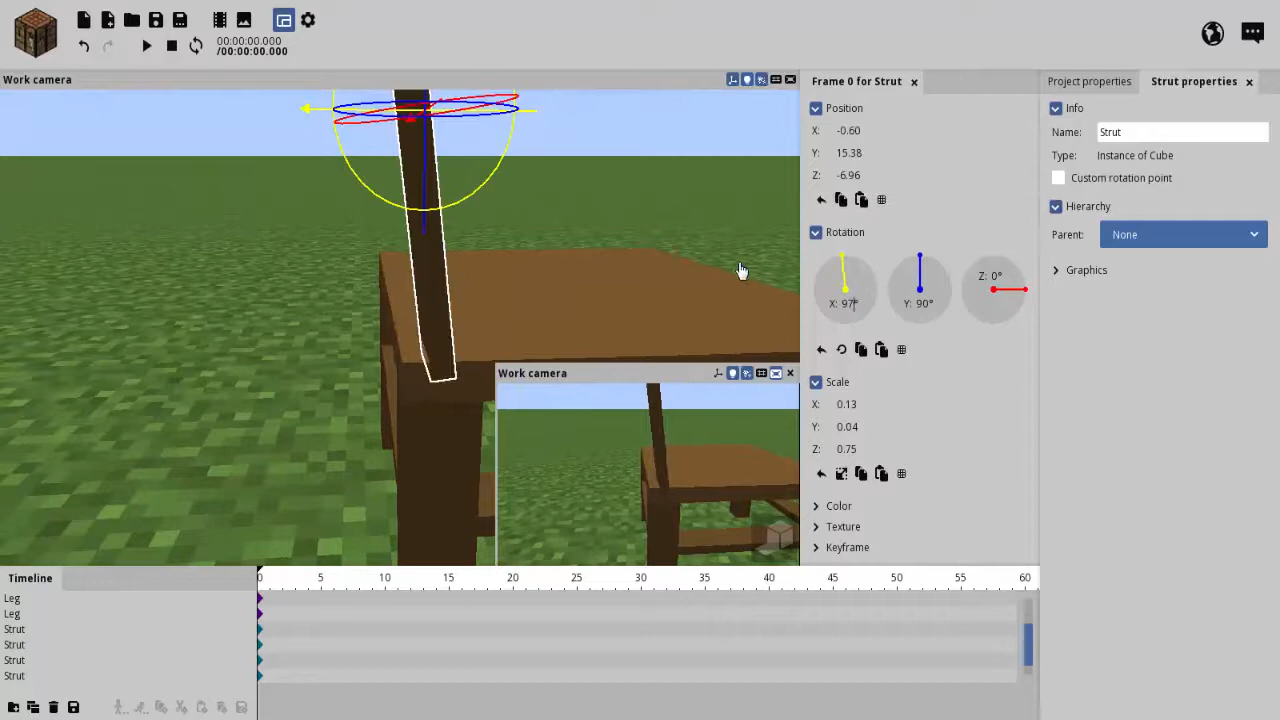 00:00:00.000
/00:00:00.000
Work camera
Frame 0 for Strut
Project properties
Strut properties
Position
X: -0.60
Y: 15.38
Z: -6.96
Rotation
X: 97°
Y: 90°
Z: 0°
Scale
X: 0.13
Y: 0.04
Z: 0.75
Color
Texture
Keyframe
Info
Name: Strut
Type: Instance of Cube
Custom rotation point
Hierarchy
Parent: None
Graphics
Work camera
Timeline
0 5 10 15 20 25 30 35 40 45 50 55 60
Leg
Leg
Strut
Strut
Strut
Strut